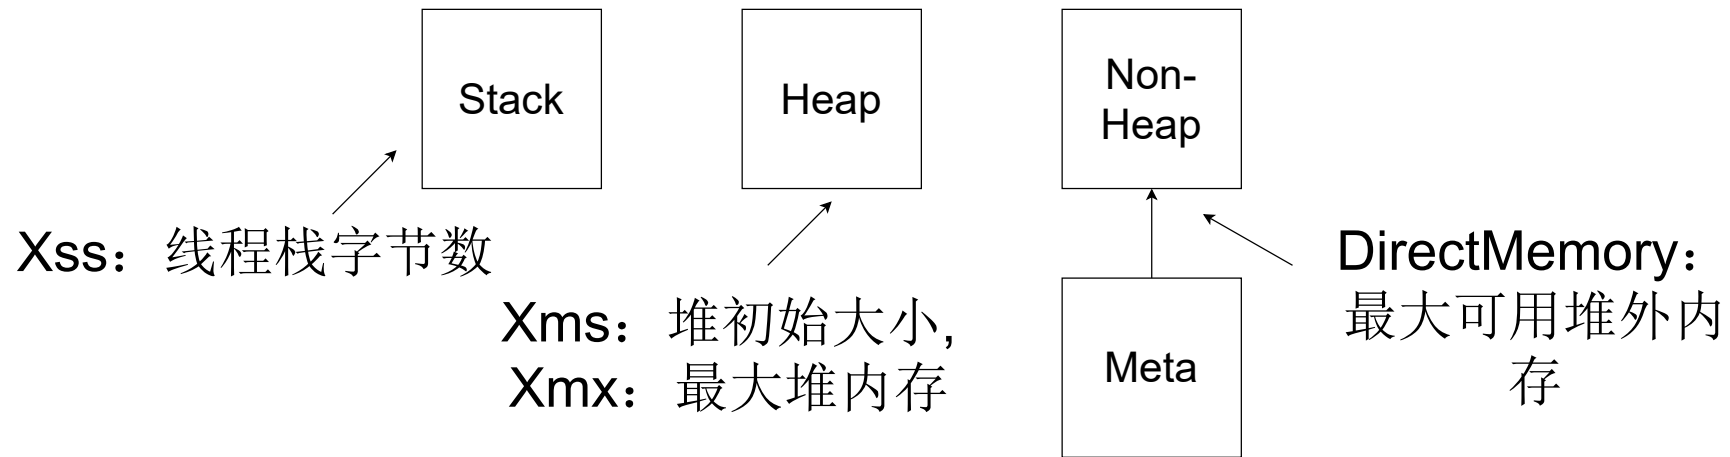 Stack
Heap
Non-
Heap
Xss：线程栈字节数
Xms：堆初始大小,
Xmx：最大堆内存
Meta
DirectMemory：
最大可用堆外内
存